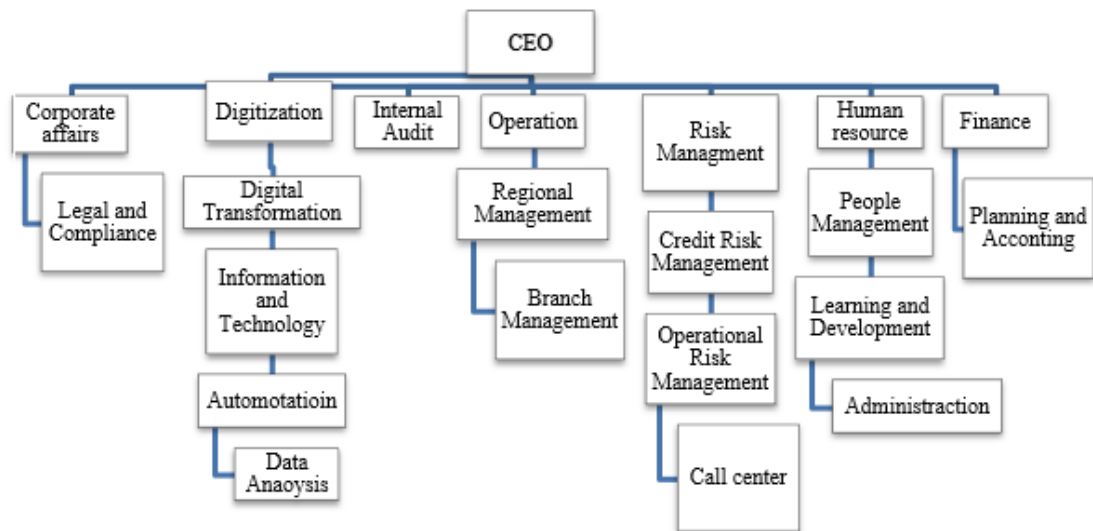 CEO
Corporate
affairs
Digitization
Internal
Audit
Operation
Risk
Managment
Human
resource
Finance
Legal and
Compliance
Digital
Transformation
Regional
Management
Credit Risk
Management
People
Management
Planning and
Acconting
Information
and
Technology
Branch
Management
Operational
Risk
Management
Learning and
Development
Automotatioin
Administraction
Data
Anaoysis
Call center